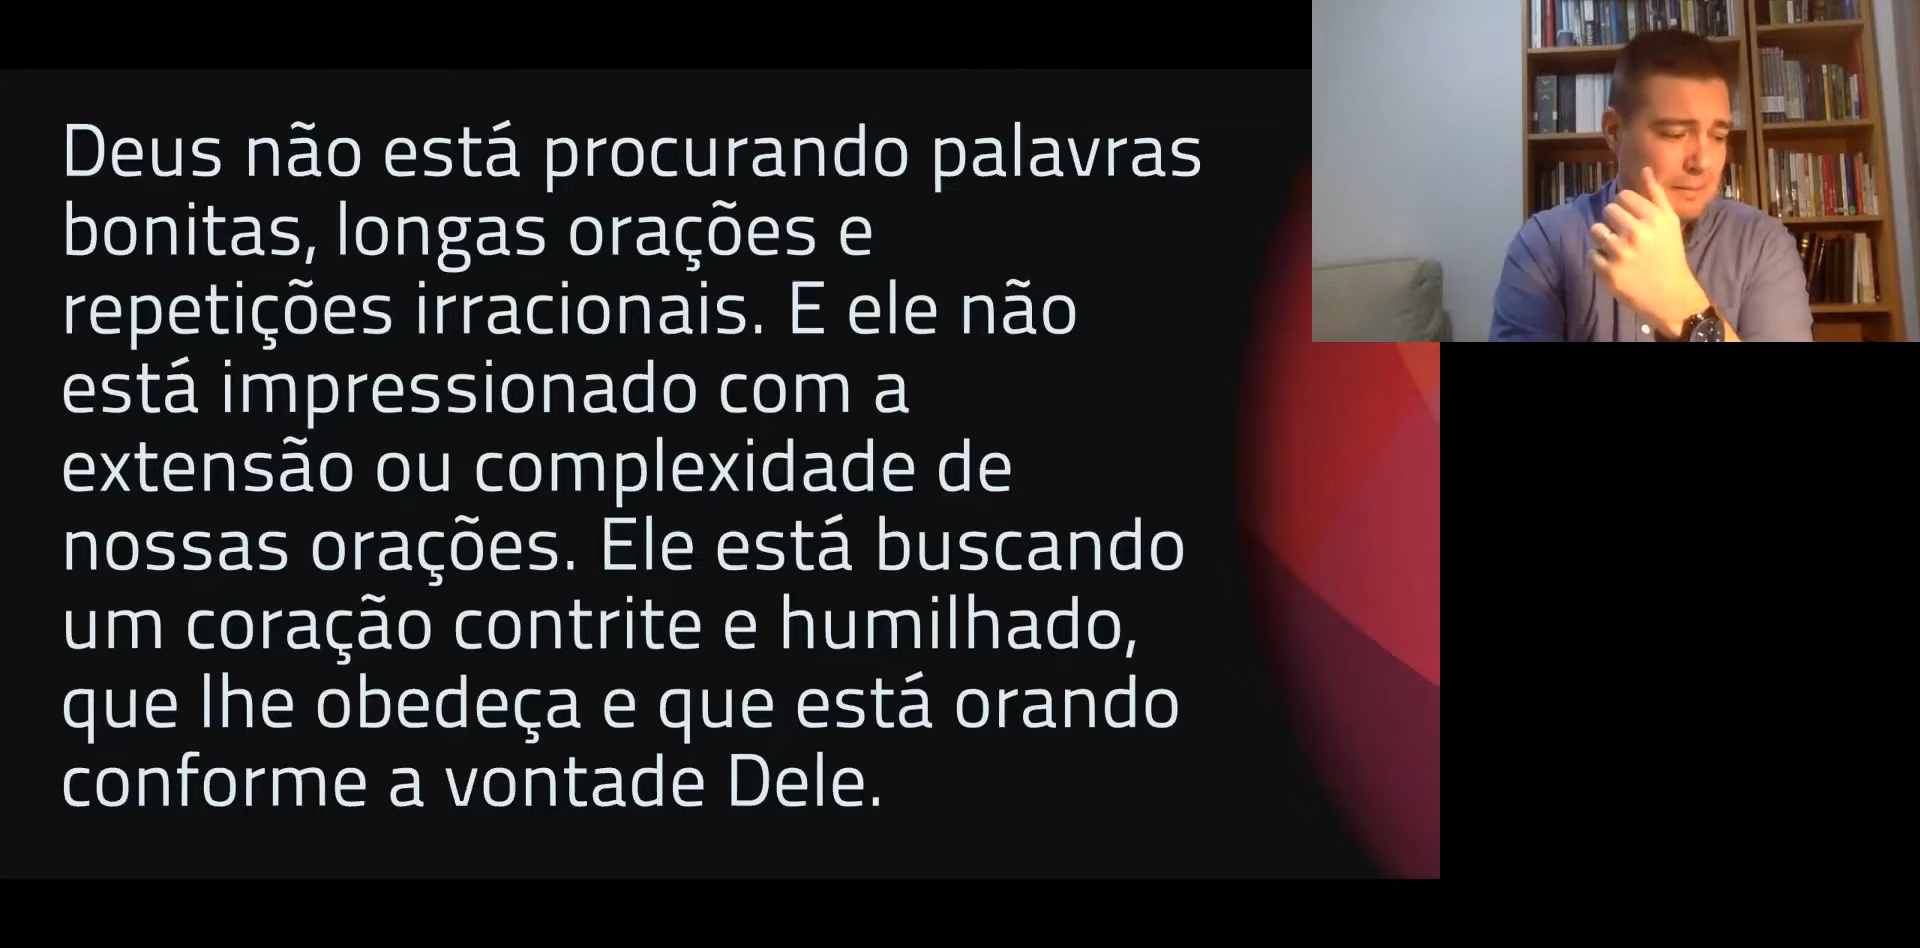 Deus não está procurando palavras
bonitas, longas orações e
repetições irracionais. E ele não
está impressionado com a
extensão ou complexidade de
nossas orações. Ele está buscando
um coração contrite e humilhado,
que lhe obedeça e que está orando
conforme a vontade Dele.